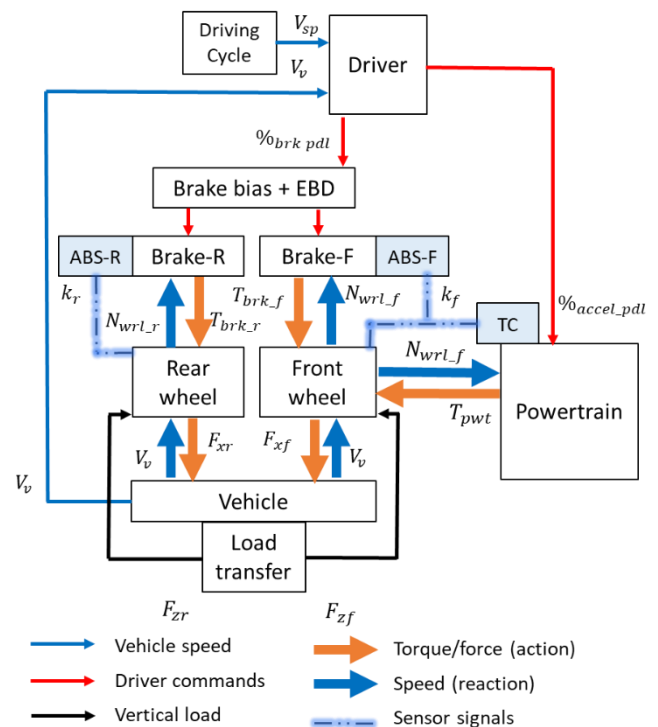 Driving
Cycle
V_sp
V_v
Driver
%_brk pdl
Brake bias + EBD
ABS-R
Brake-R
Brake-F
ABS-F
k_r
N_wrl_r
T_brk_r
T_brk_f
N_wrl_f
k_f
%_accel_pdl
TC
Rear
wheel
Front
wheel
N_wrl_f
T_pwt
Powertrain
V_v
F_xr
F_xf
V_v
V_v
Vehicle
Load
transfer
F_zr
F_zf
Vehicle speed
Torque/force (action)
Driver commands
Speed (reaction)
Vertical load
Sensor signals